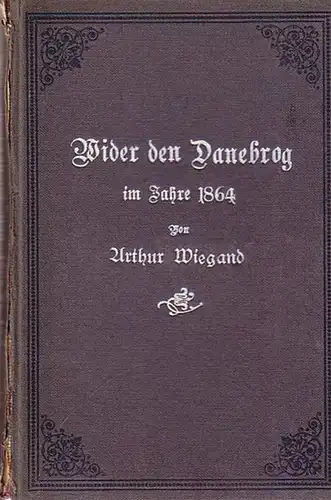 Wider den Danebrog
im Jahre 1864
Von
Arthur Wiegand